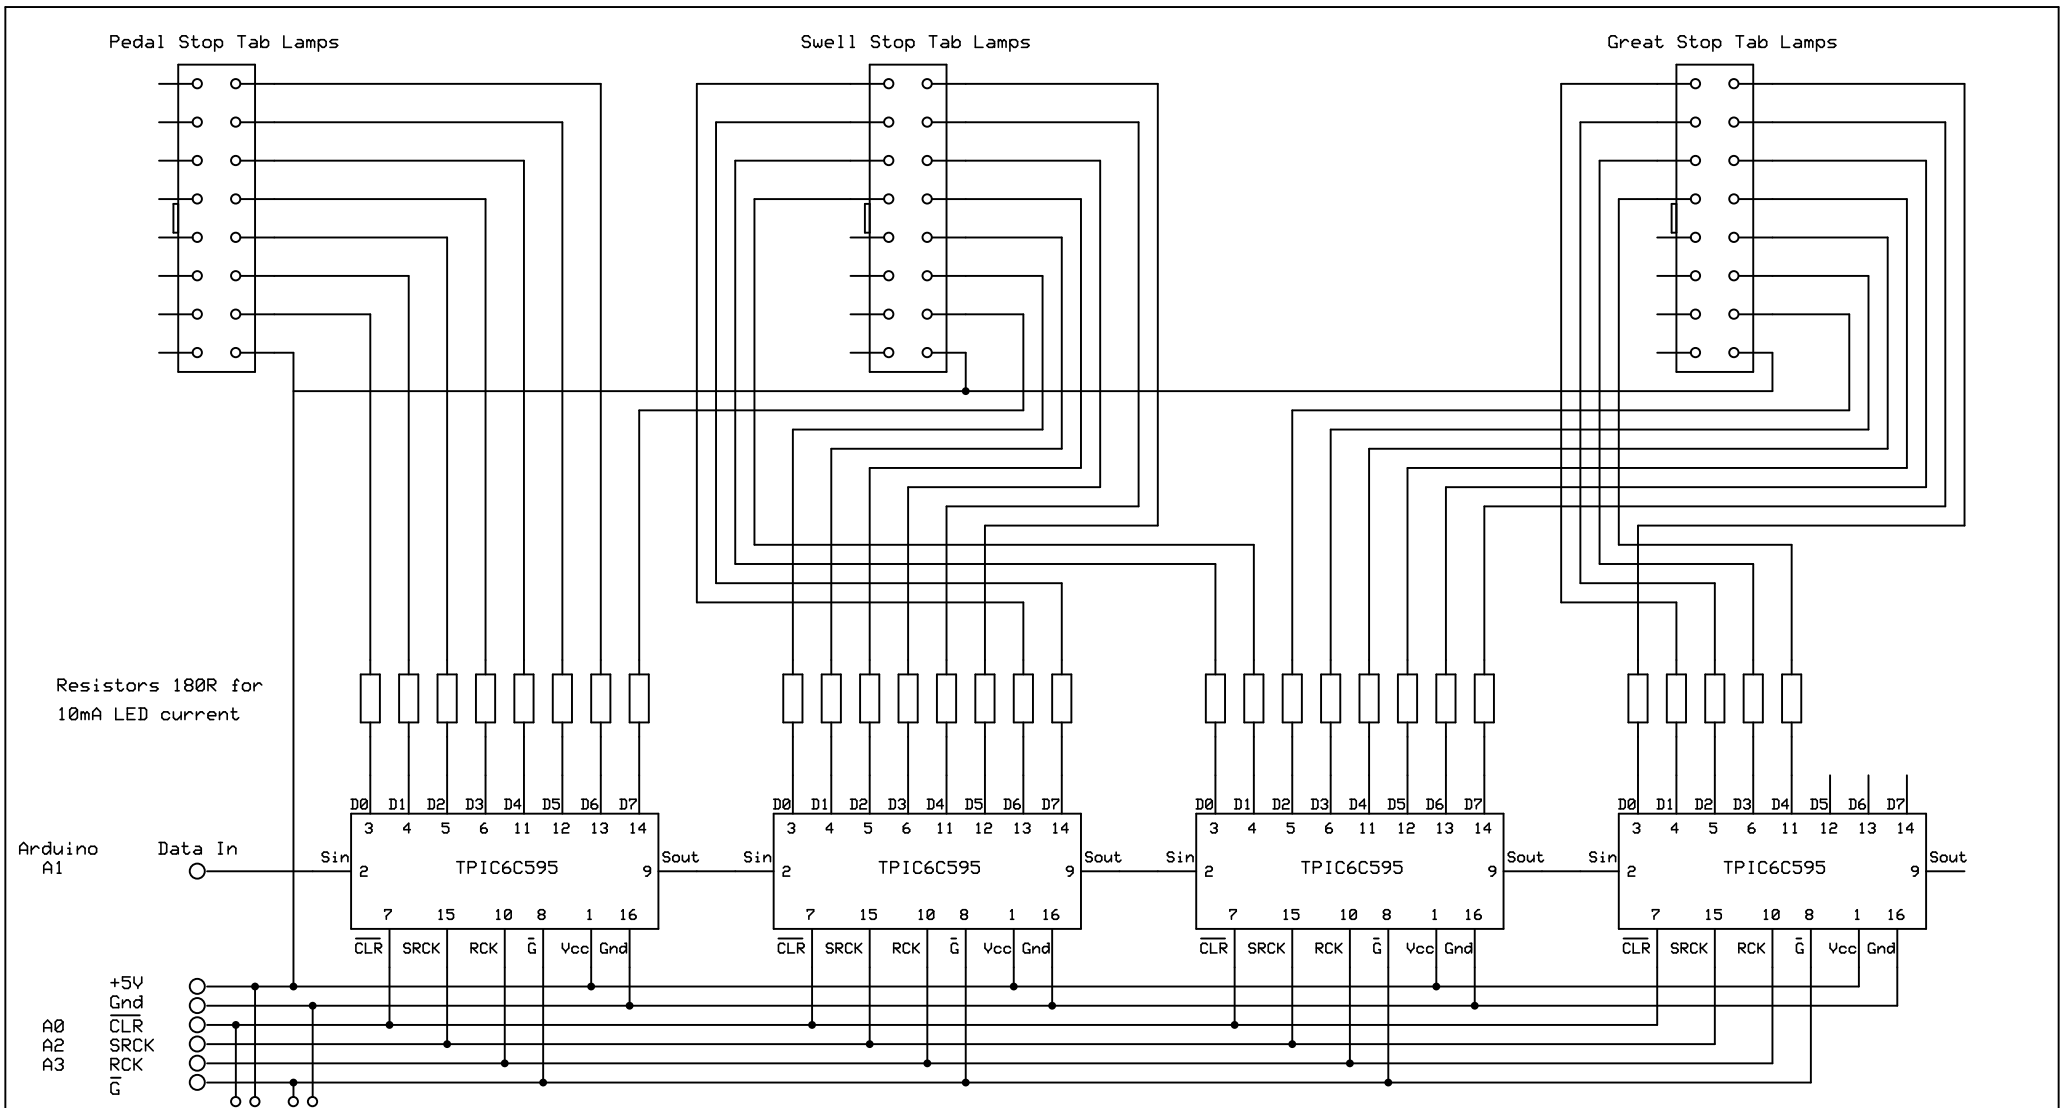 Pedal Stop Tab Lamps
Swell Stop Tab Lamps
Great Stop Tab Lamps
Resistors 180R for
10mA LED current
D0 D1 D2 D3 D4 D5 D6 D7
D0 D1 D2 D3 D4 D5 D6 D7
D0 D1 D2 D3 D4 D5 D6 D7
D0 D1 D2 D3 D4 D5 D6 D7
3 4 5 6 11 12 13 14
3 4 5 6 11 12 13 14
3 4 5 6 11 12 13 14
3 4 5 6 11 12 13 14
Arduino
A1
Data In
Sin 2 TPIC6C595 9 Sout
Sin 2 TPIC6C595 9 Sout
Sin 2 TPIC6C595 9 Sout
Sin 2 TPIC6C595 9 Sout
7 15 10 8 1 16
7 15 10 8 1 16
7 15 10 8 1 16
7 15 10 8 1 16
C̅L̅R̅ SRCK RCK G̅ Vcc Gnd
C̅L̅R̅ SRCK RCK G̅ Vcc Gnd
C̅L̅R̅ SRCK RCK G̅ Vcc Gnd
C̅L̅R̅ SRCK RCK G̅ Vcc Gnd
+5V
Gnd
A0 C̅L̅R̅
A2 SRCK
A3 RCK
G̅